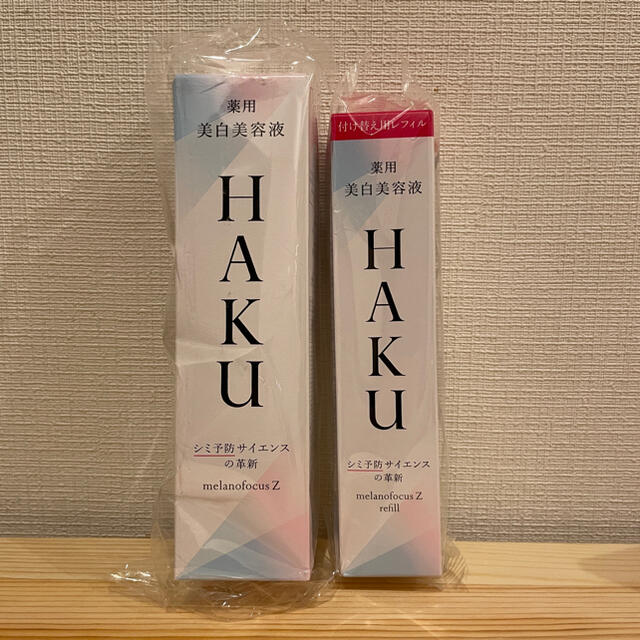 薬用
美白美容液
HAKU
シミ予防サイエンス
の革新
melanofocus Z
付け替え用レフィル
薬用
美白美容液
HAKU
シミ予防サイエンス
の革新
melanofocus Z
refill